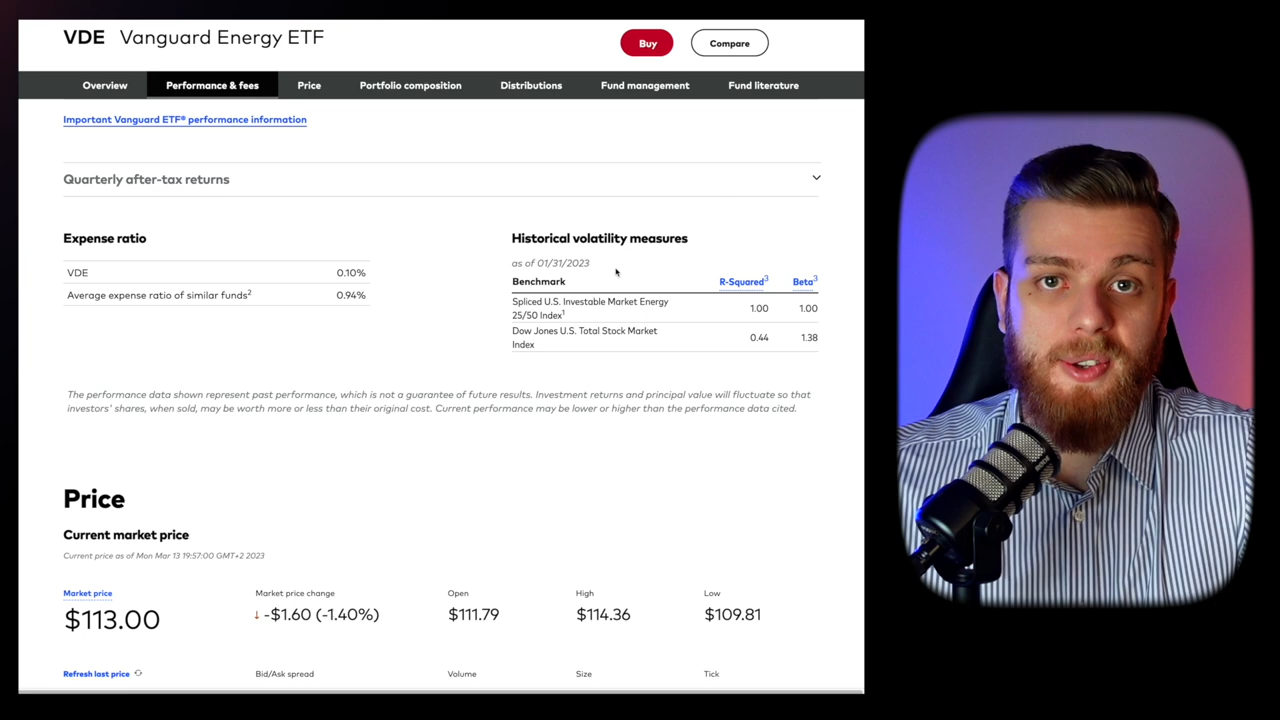 VDE Vanguard Energy ETF
Buy
Compare
Overview
Performance & fees
Price
Portfolio composition
Distributions
Fund management
Fund literature
Important Vanguard ETF® performance information
Quarterly after-tax returns
Expense ratio
VDE 0.10%
Average expense ratio of similar funds2 0.94%
Historical volatility measures
as of 01/31/2023
Benchmark R-Squared3 Beta3
Spliced U.S. Investable Market Energy
25/50 Index1 1.00 1.00
Dow Jones U.S. Total Stock Market
Index 0.44 1.38
The performance data shown represent past performance, which is not a guarantee of future results. Investment returns and principal value will fluctuate so that
investors' shares, when sold, may be worth more or less than their original cost. Current performance may be lower or higher than the performance data cited.
Price
Current market price
Current price as of Mon Mar 13 19:57:00 GMT+2 2023
Market price
$113.00
Market price change
↓ -$1.60 (-1.40%)
Open
$111.79
High
$114.36
Low
$109.81
Refresh last price
Bid/Ask spread
Volume
Size
Tick